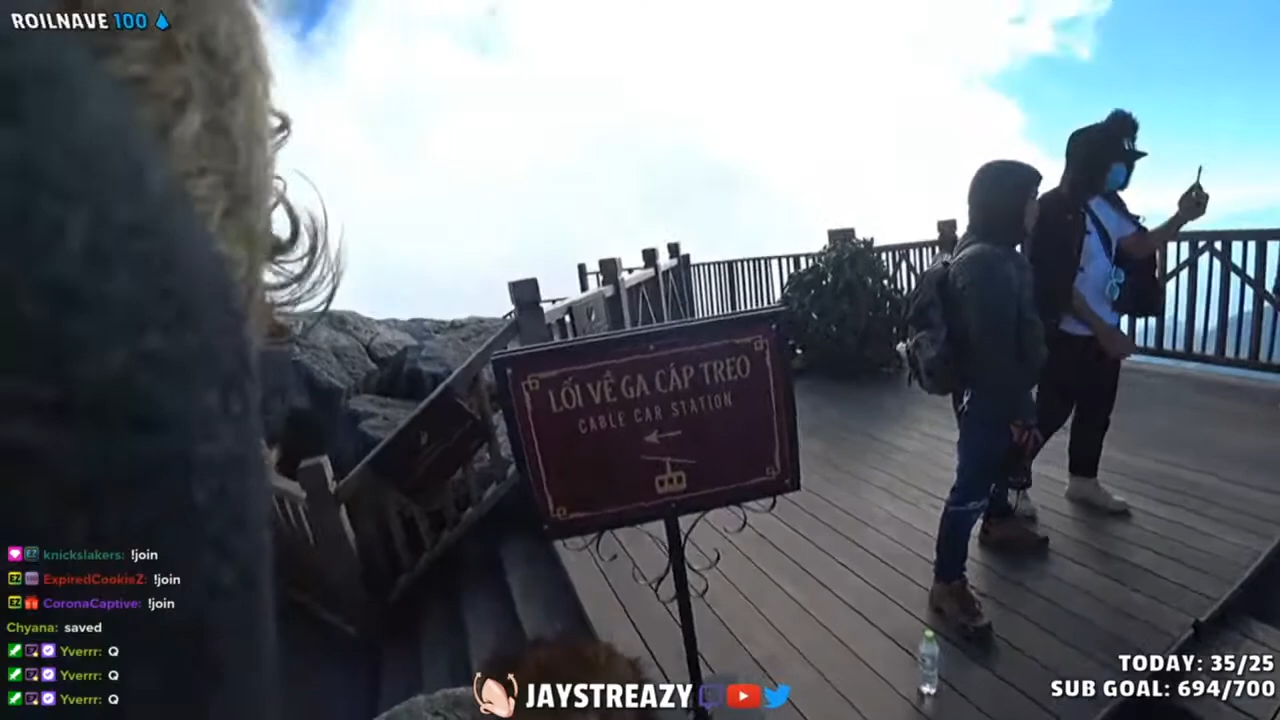 ROILNAVE 100
LỐI VỀ GA CÁP TREO
CABLE CAR STATION
knickslakers: !join
ExpiredCookieZ: !join
CoronaCaptive: !join
Chyana: saved
Yverrr: Q
Yverrr: Q
Yverrr: Q
JAYSTREAZY
TODAY: 35/25
SUB GOAL: 694/700